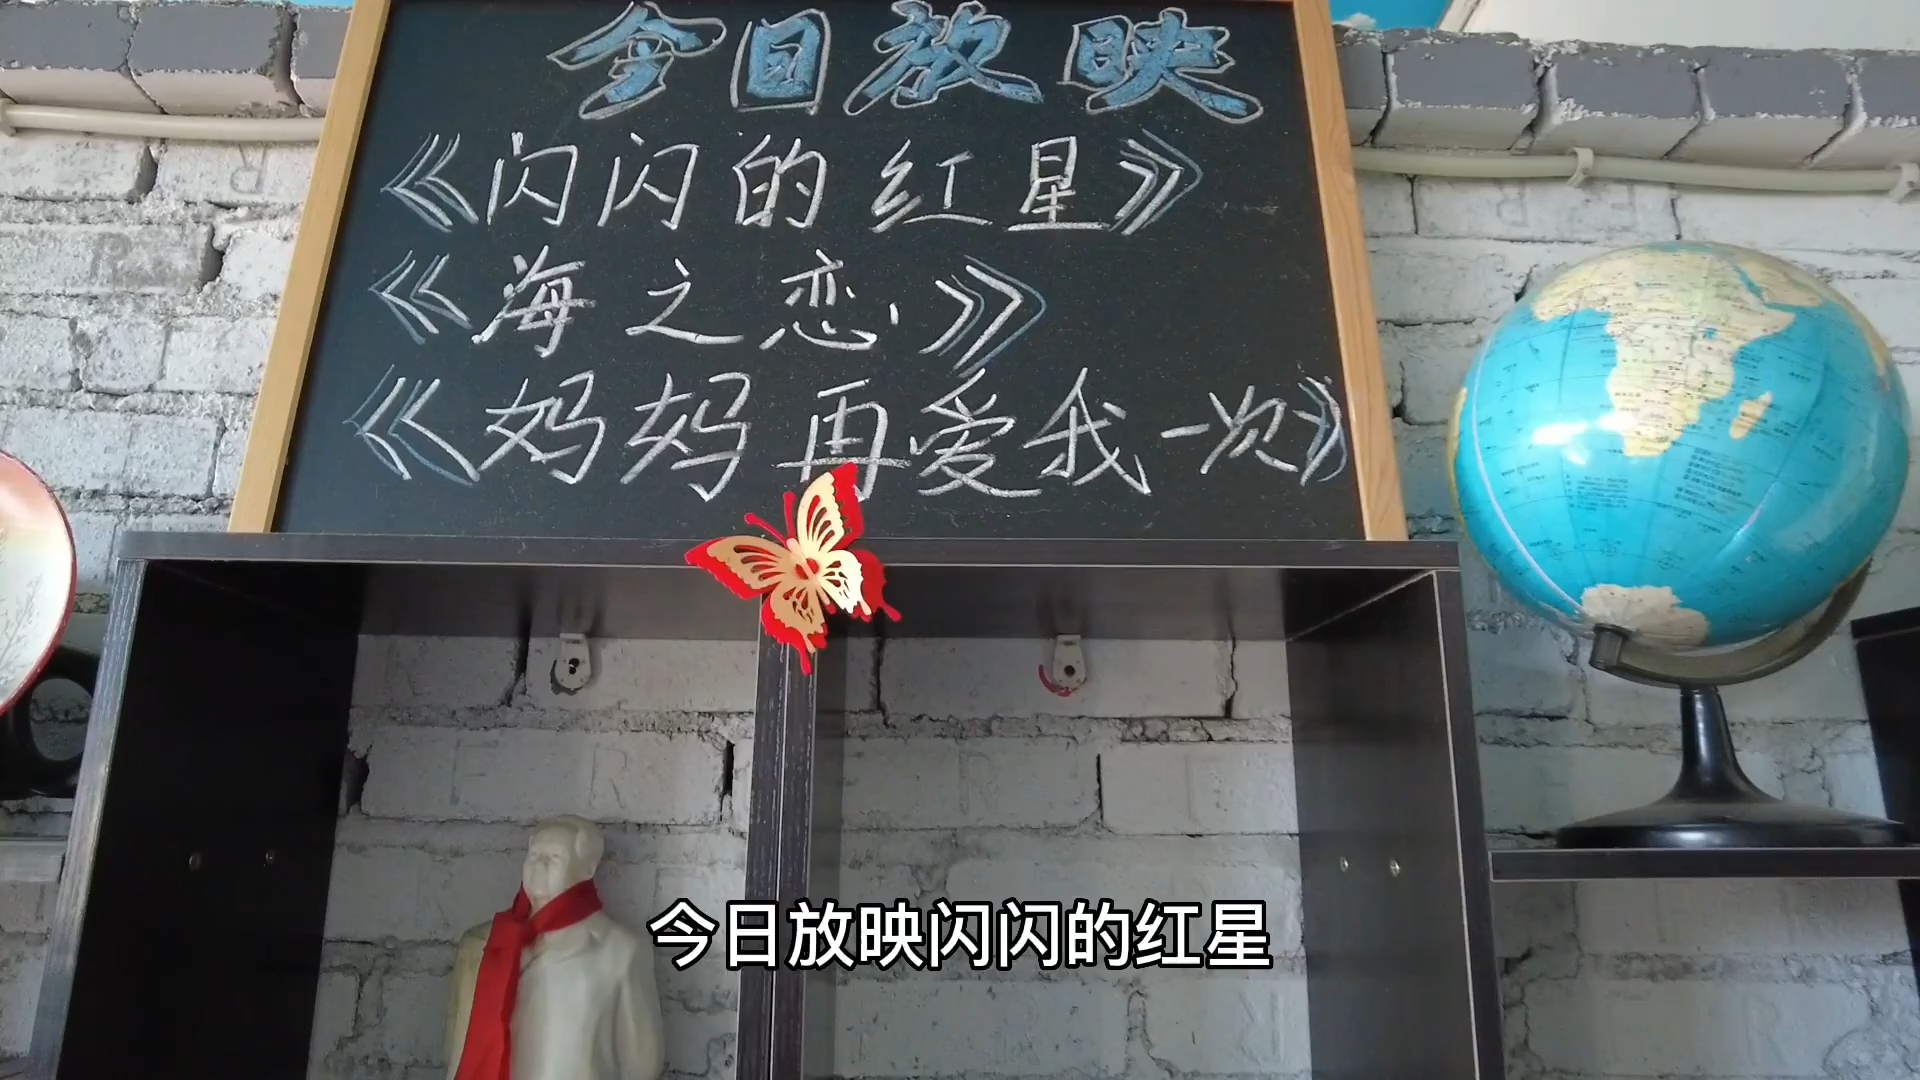 今日放映
《闪闪的红星》
《海之恋》
《妈妈再爱我一次》
今日放映闪闪的红星